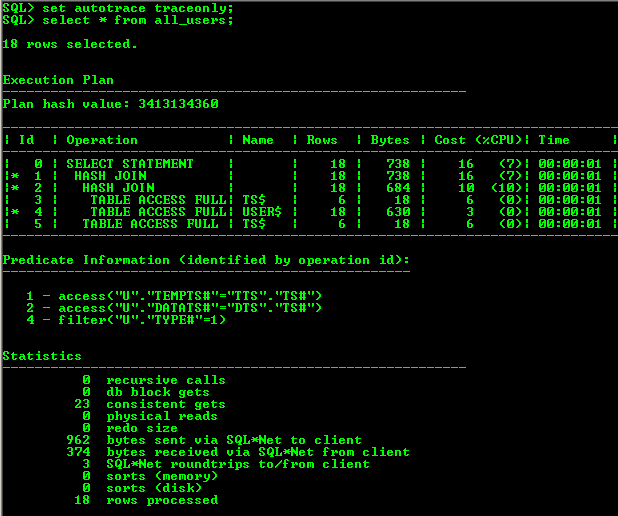 SQL> set autotrace traceonly;
SQL> select * from all_users;
18 rows selected.
Execution Plan
----------------------------------------------------------
Plan hash value: 3413134360
-----------------------------------------------------------------------------
| Id  | Operation            | Name  | Rows  | Bytes | Cost (%CPU)| Time     |
-----------------------------------------------------------------------------
|   0 | SELECT STATEMENT     |       |    18 |   738 |    16   (7)| 00:00:01 |
|*  1 |  HASH JOIN           |       |    18 |   738 |    16   (7)| 00:00:01 |
|*  2 |   HASH JOIN          |       |    18 |   684 |    10  (10)| 00:00:01 |
|   3 |    TABLE ACCESS FULL| TS$   |     6 |    18 |     6   (0)| 00:00:01 |
|*  4 |    TABLE ACCESS FULL| USER$ |    18 |   630 |     3   (0)| 00:00:01 |
|   5 |   TABLE ACCESS FULL | TS$   |     6 |    18 |     6   (0)| 00:00:01 |
-----------------------------------------------------------------------------
Predicate Information (identified by operation id):
---------------------------------------------------
1 - access("U"."TEMPTS#"="TTS"."TS#")
2 - access("U"."DATATS#"="DTS"."TS#")
4 - filter("U"."TYPE#"=1)
Statistics
----------------------------------------------------------
0 recursive calls
0 db block gets
23 consistent gets
0 physical reads
0 redo size
962 bytes sent via SQL*Net to client
374 bytes received via SQL*Net from client
3 SQL*Net roundtrips to/from client
0 sorts (memory)
0 sorts (disk)
18 rows processed